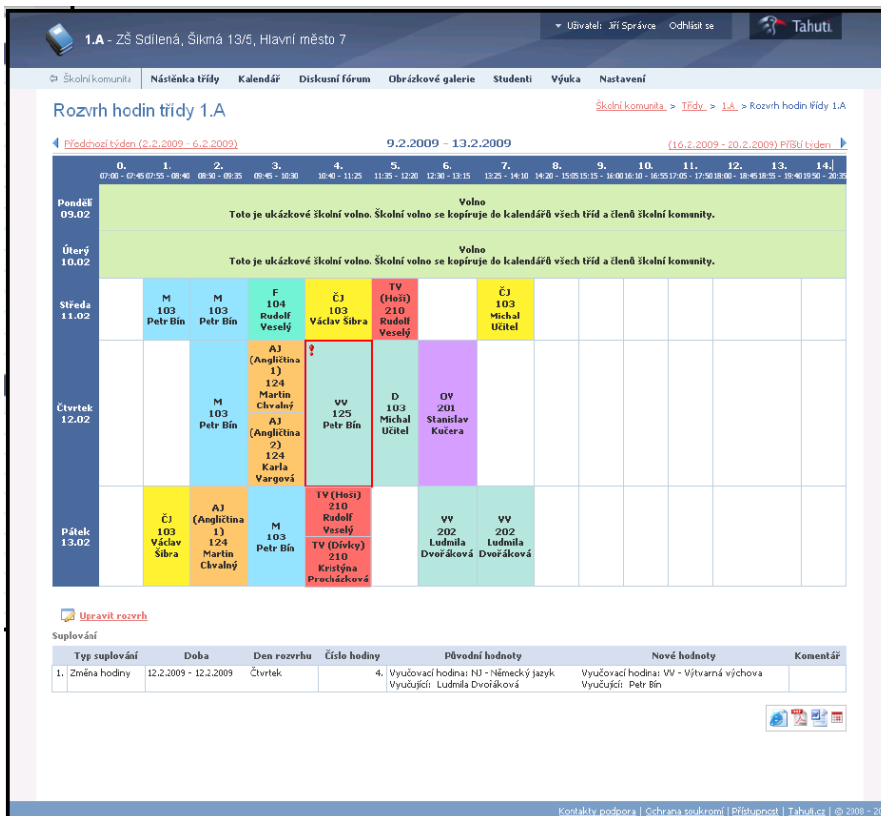 1.A - ZŠ Sdílená, Šikmá 13/5, Hlavní město 7
Uživatel: Jiří Správce Odhlásit se
Tahuti.
Školní komunita Nástěnka třídy Kalendář Diskusní fórum Obrázkové galerie Studenti Výuka Nastavení
Rozvrh hodin třídy 1.A
Školní komunita > Třídy > 1.A > Rozvrh hodin třídy 1.A
Předchozí týden (2.2.2009 - 6.2.2009) 9.2.2009 - 13.2.2009 (16.2.2009 - 20.2.2009) Příští týden
0. 1. 2. 3. 4. 5. 6. 7. 8. 9. 10. 11. 12. 13. 14.
07:00 - 07:45 07:55 - 08:40 08:50 - 09:35 09:45 - 10:30 10:40 - 11:25 11:35 - 12:20 12:30 - 13:15 13:25 - 14:10 14:20 - 15:05 15:15 - 16:00 16:10 - 16:55 17:05 - 17:50 18:00 - 18:45 18:55 - 19:40 19:50 - 20:35
Pondělí
09.02
Volno
Toto je ukázkové školní volno. Školní volno se kopíruje do kalendářů všech tříd a členů školní komunity.
Úterý
10.02
Volno
Toto je ukázkové školní volno. Školní volno se kopíruje do kalendářů všech tříd a členů školní komunity.
Středa
11.02
M
103
Petr Bín
M
103
Petr Bín
F
104
Rudolf
Veselý
ČJ
103
Václav Šibra
TV
(Hoši)
210
Rudolf
Veselý
ČJ
103
Michal
Učitel
Čtvrtek
12.02
M
103
Petr Bín
AJ
(Angličtina
1)
124
Martin
Chvalný
AJ
(Angličtina
2)
124
Karla
Vargová
VV
125
Petr Bín
D
103
Michal
Učitel
OV
201
Stanislav
Kučera
Pátek
13.02
ČJ
103
Václav
Šibra
AJ
(Angličtina
1)
124
Martin
Chvalný
M
103
Petr Bín
TV (Hoši)
210
Rudolf
Veselý
TV (Dívky)
210
Kristýna
Procházková
VV
202
Ludmila
Dvořáková
VV
202
Ludmila
Dvořáková
Upravit rozvrh
Suplování
Typ suplování Doba Den rozvrhu Číslo hodiny Původní hodnoty Nové hodnoty Komentář
1. Změna hodiny 12.2.2009 - 12.2.2009 Čtvrtek 4. Vyučovací hodina: NJ - Německý jazyk Vyučovací hodina: VV - Výtvarná výchova
Vyučující: Ludmila Dvořáková Vyučující: Petr Bín
Kontakty podpora | Ochrana soukromí | Přístupnost | Tahuti.cz | © 2008 - 20